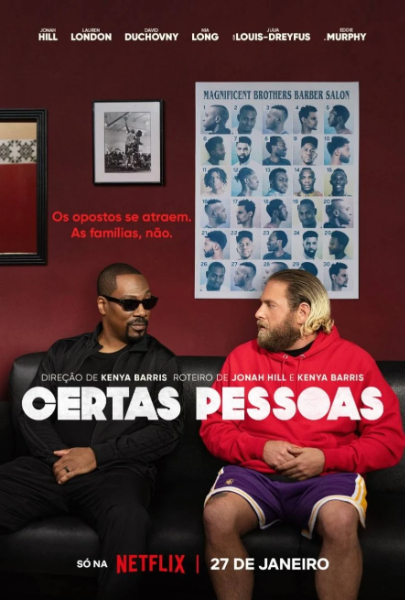 JONAH HILL
LAUREN LONDON
DAVID DUCHOVNY
NIA LONG
JULIA LOUIS-DREYFUS
EDDIE MURPHY
MAGNIFICENT BROTHERS BARBER SALON
Os opostos se atraem.
As famílias, não.
DIREÇÃO DE KENYA BARRIS ROTEIRO DE JONAH HILL E KENYA BARRIS
CERTAS PESSOAS
SÓ NA NETFLIX | 27 DE JANEIRO